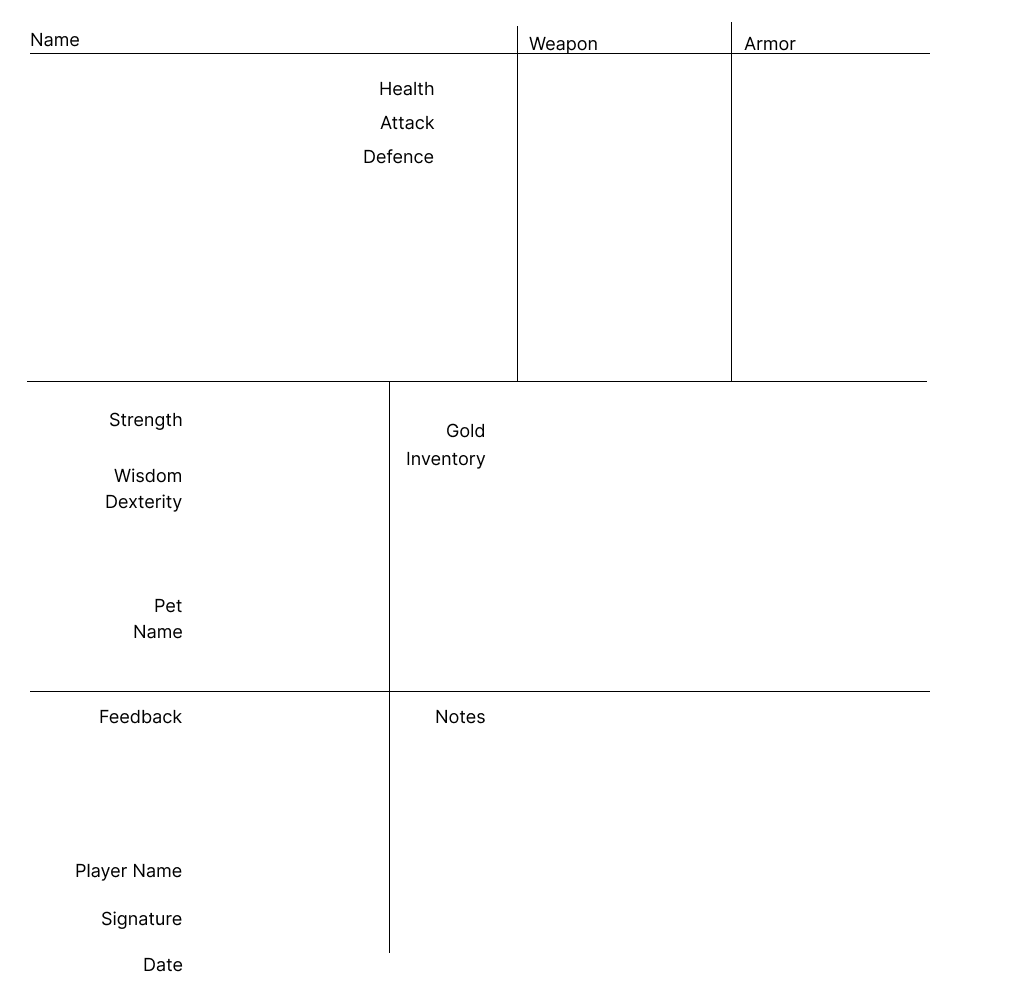 Name
Weapon
Armor
Health
Attack
Defence
Strength
Wisdom
Dexterity
Pet
Name
Gold
Inventory
Feedback
Player Name
Signature
Date
Notes